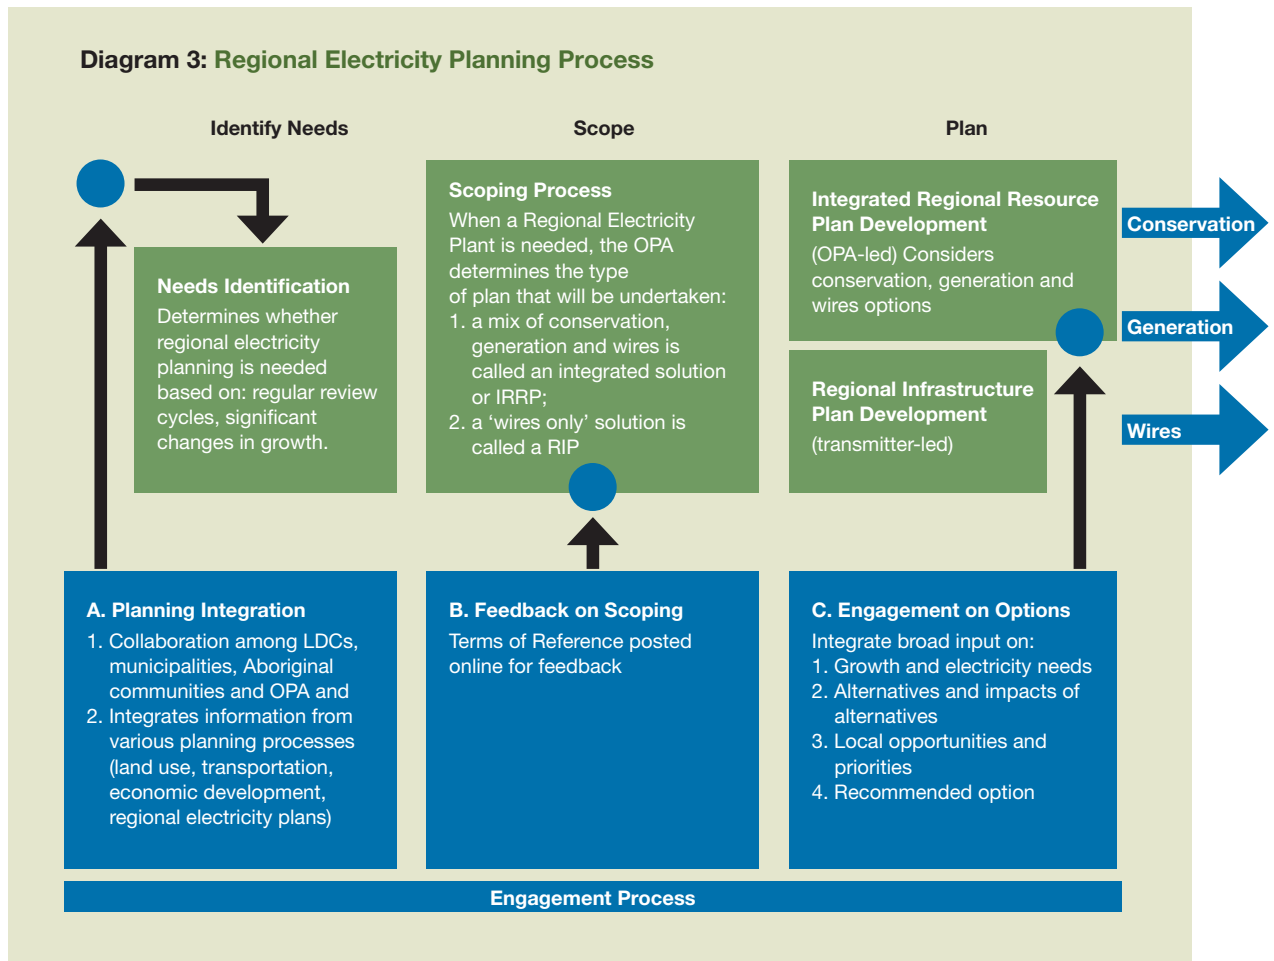 Diagram 3: Regional Electricity Planning Process
Identify Needs
Scope
Plan
Needs Identification
Determines whether
regional electricity
planning is needed
based on: regular review
cycles, significant
changes in growth.
Scoping Process
When a Regional Electricity
Plant is needed, the OPA
determines the type
of plan that will be undertaken:
1. a mix of conservation,
generation and wires is
called an integrated solution
or IRRP;
2. a ‘wires only’ solution is
called a RIP
Integrated Regional Resource
Plan Development
(OPA-led) Considers
conservation, generation and
wires options
Regional Infrastructure
Plan Development
(transmitter-led)
Conservation
Generation
Wires
A. Planning Integration
1. Collaboration among LDCs,
municipalities, Aboriginal
communities and OPA and
2. Integrates information from
various planning processes
(land use, transportation,
economic development,
regional electricity plans)
B. Feedback on Scoping
Terms of Reference posted
online for feedback
C. Engagement on Options
Integrate broad input on:
1. Growth and electricity needs
2. Alternatives and impacts of
alternatives
3. Local opportunities and
priorities
4. Recommended option
Engagement Process